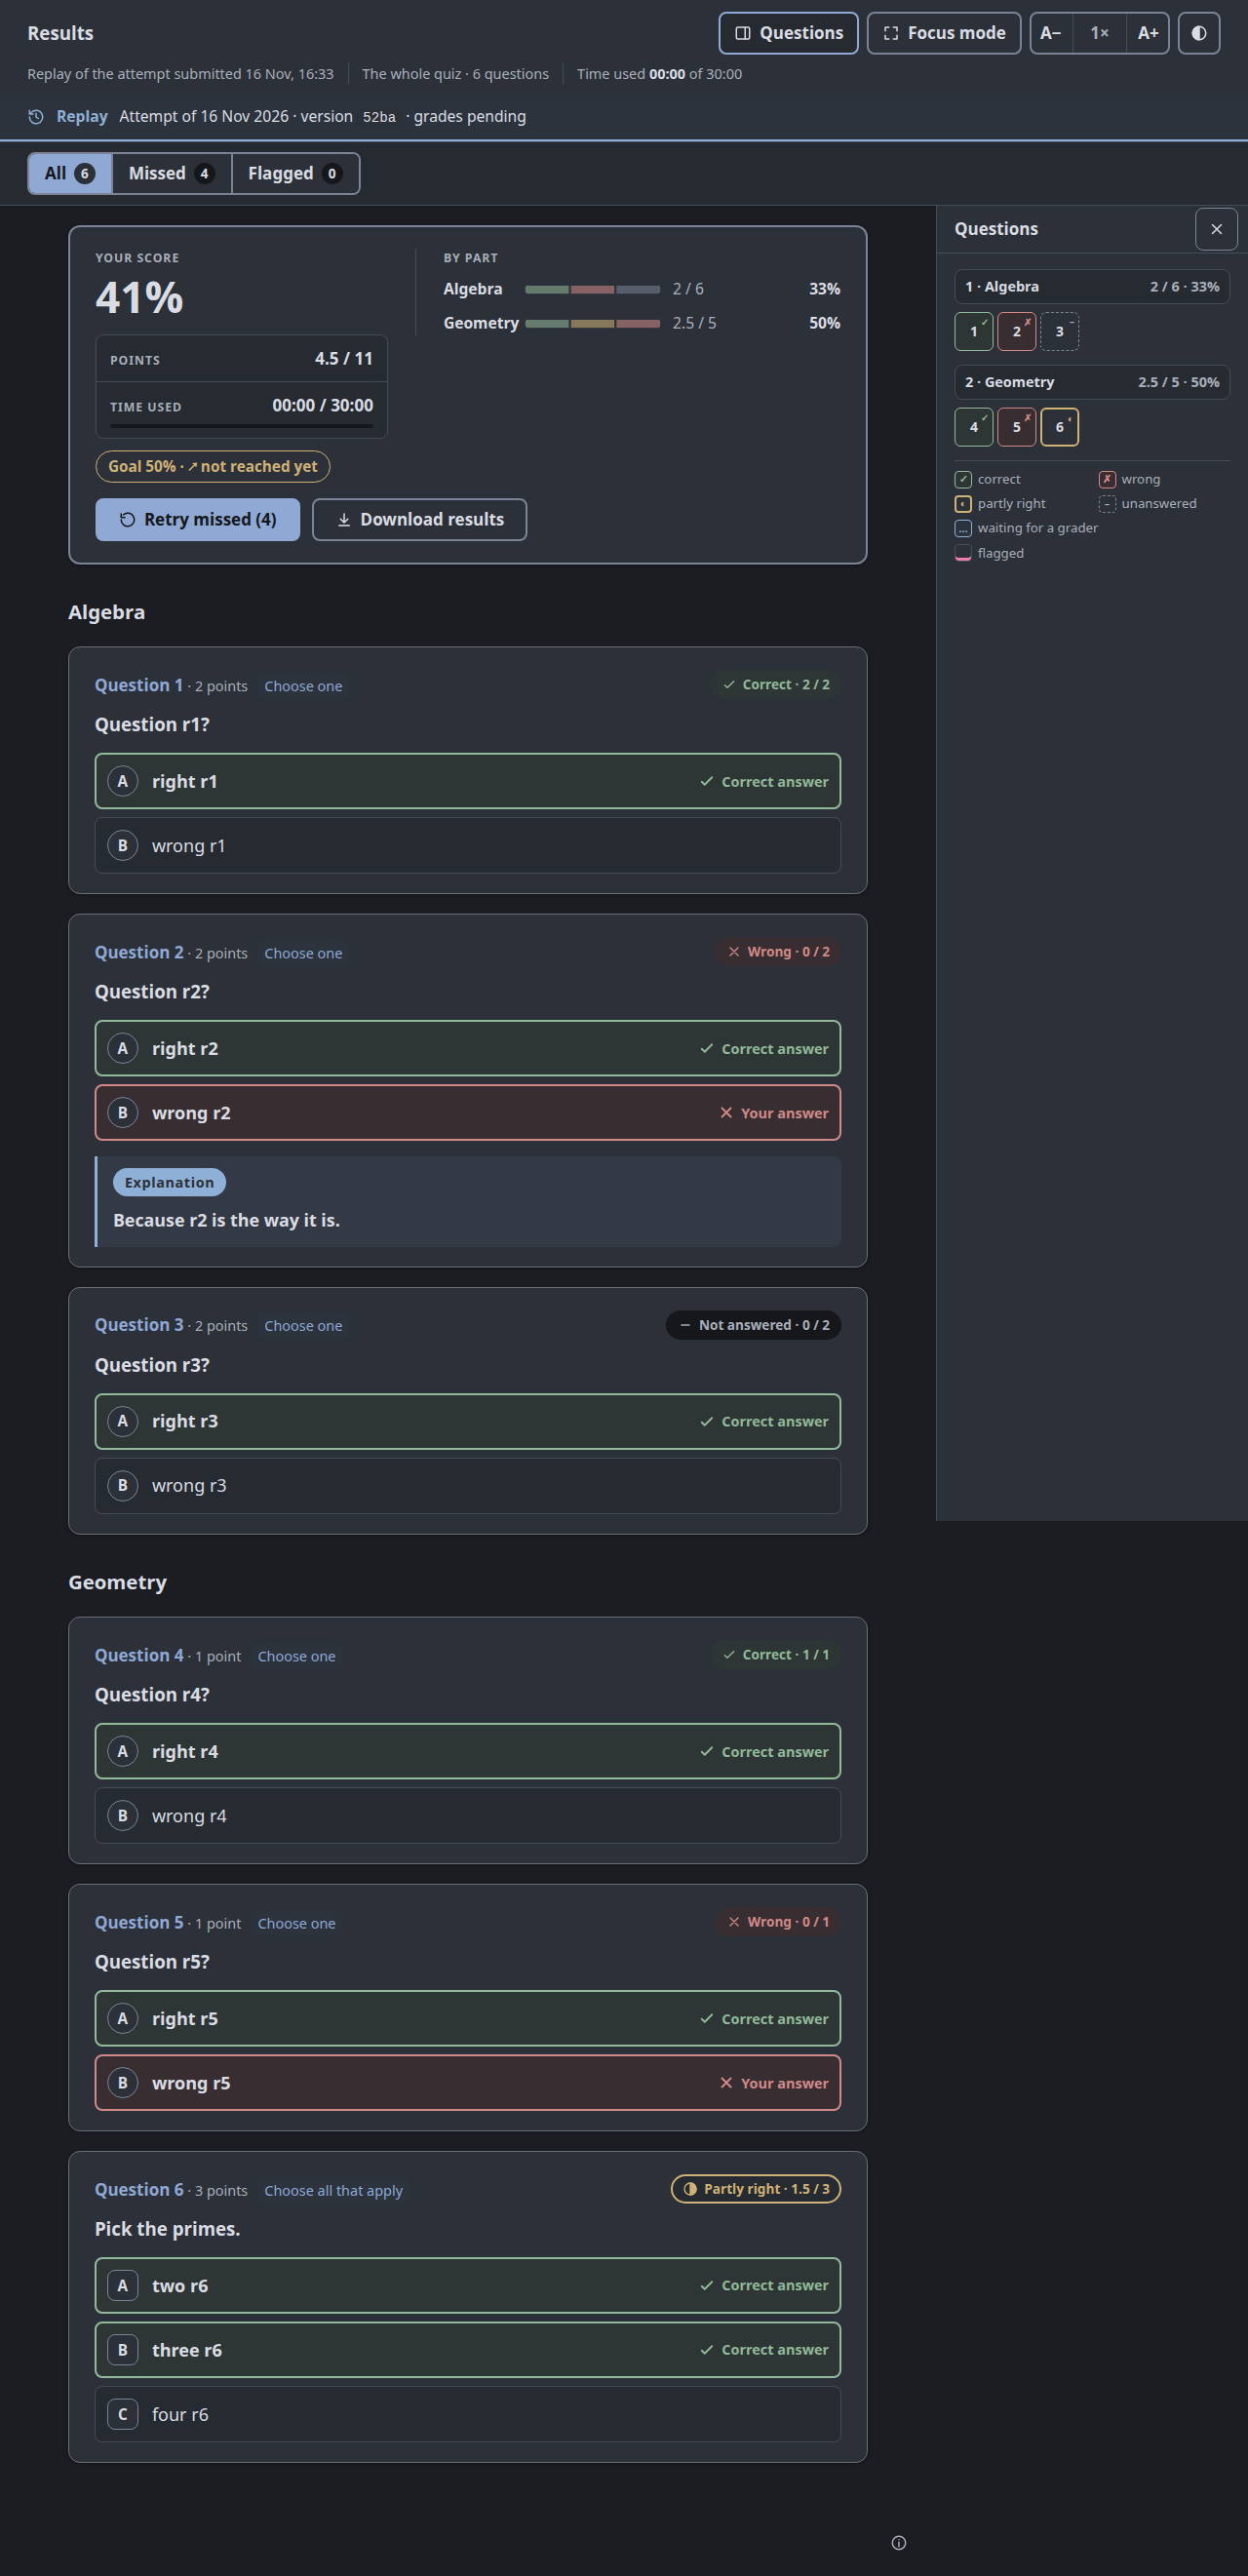 Results
Questions
Focus mode
A− 1× A+
Replay of the attempt submitted 16 Nov, 16:33
The whole quiz · 6 questions
Time used 00:00 of 30:00
Replay Attempt of 16 Nov 2026 · version 52ba · grades pending
All 6
Missed 4
Flagged 0
YOUR SCORE
41%
POINTS 4.5 / 11
TIME USED 00:00 / 30:00
Goal 50% · ↗ not reached yet
Retry missed (4)
Download results
BY PART
Algebra 2 / 6 33%
Geometry 2.5 / 5 50%
Questions
1 · Algebra 2 / 6 · 33%
1 ✓ 2 ✗ 3 –
2 · Geometry 2.5 / 5 · 50%
4 ✓ 5 ✗ 6
✓ correct
✗ wrong
partly right
– unanswered
… waiting for a grader
flagged
Algebra
Question 1 · 2 points Choose one
✓ Correct · 2 / 2
Question r1?
A right r1 ✓ Correct answer
B wrong r1
Question 2 · 2 points Choose one
✕ Wrong · 0 / 2
Question r2?
A right r2 ✓ Correct answer
B wrong r2 ✕ Your answer
Explanation
Because r2 is the way it is.
Question 3 · 2 points Choose one
– Not answered · 0 / 2
Question r3?
A right r3 ✓ Correct answer
B wrong r3
Geometry
Question 4 · 1 point Choose one
✓ Correct · 1 / 1
Question r4?
A right r4 ✓ Correct answer
B wrong r4
Question 5 · 1 point Choose one
✕ Wrong · 0 / 1
Question r5?
A right r5 ✓ Correct answer
B wrong r5 ✕ Your answer
Question 6 · 3 points Choose all that apply
Partly right · 1.5 / 3
Pick the primes.
A two r6 ✓ Correct answer
B three r6 ✓ Correct answer
C four r6